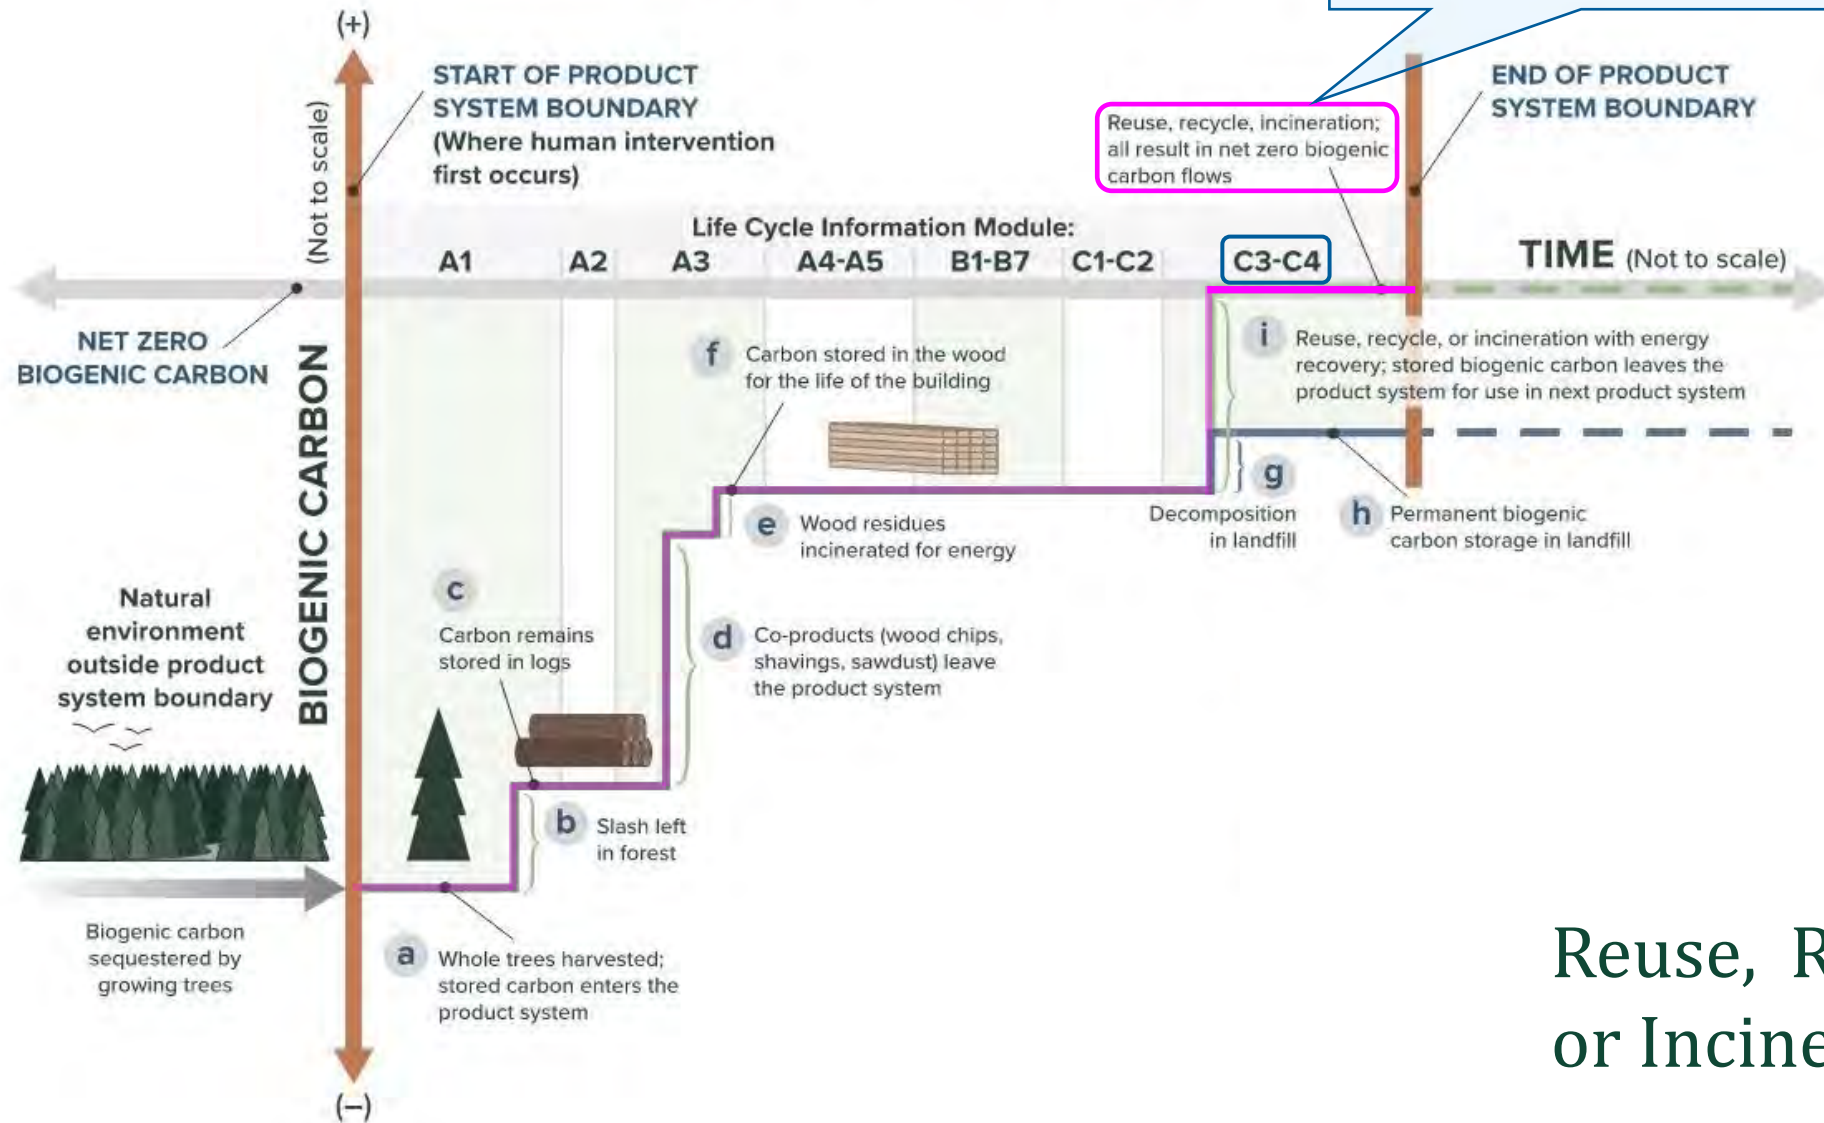 (+)
START OF PRODUCT
SYSTEM BOUNDARY
(Where human intervention
first occurs)
(Not to scale)
END OF PRODUCT
SYSTEM BOUNDARY
Reuse, recycle, incineration;
all result in net zero biogenic
carbon flows
Life Cycle Information Module:
A1 A2 A3 A4-A5 B1-B7 C1-C2 C3-C4
TIME (Not to scale)
NET ZERO
BIOGENIC CARBON
BIOGENIC CARBON
f Carbon stored in the wood
for the life of the building
i Reuse, recycle, or incineration with energy
recovery; stored biogenic carbon leaves the
product system for use in next product system
g
Decomposition
in landfill
h Permanent biogenic
carbon storage in landfill
e Wood residues
incinerated for energy
c
Carbon remains
stored in logs
d Co-products (wood chips,
shavings, sawdust) leave
the product system
Natural
environment
outside product
system boundary
b Slash left
in forest
Biogenic carbon
sequestered by
growing trees
a Whole trees harvested;
stored carbon enters the
product system
(−)
Reuse,
or